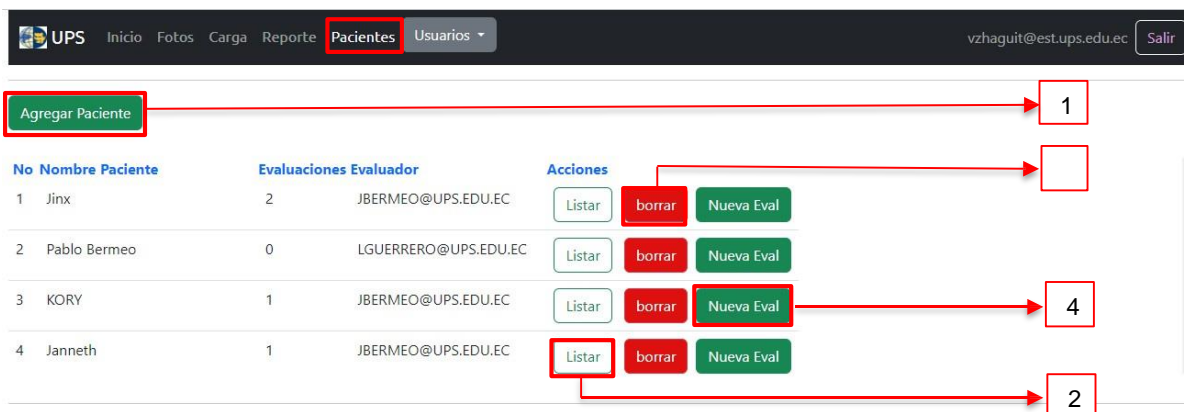 UPS Inicio Fotos Carga Reporte Pacientes Usuarios vzhaguit@est.ups.edu.ec Salir
Agregar Paciente 1
No Nombre Paciente Evaluaciones Evaluador Acciones
1 Jinx 2 JBERMEO@UPS.EDU.EC Listar borrar Nueva Eval
2 Pablo Bermeo 0 LGUERRERO@UPS.EDU.EC Listar borrar Nueva Eval
3 KORY 1 JBERMEO@UPS.EDU.EC Listar borrar Nueva Eval 4
4 Janneth 1 JBERMEO@UPS.EDU.EC Listar borrar Nueva Eval
2